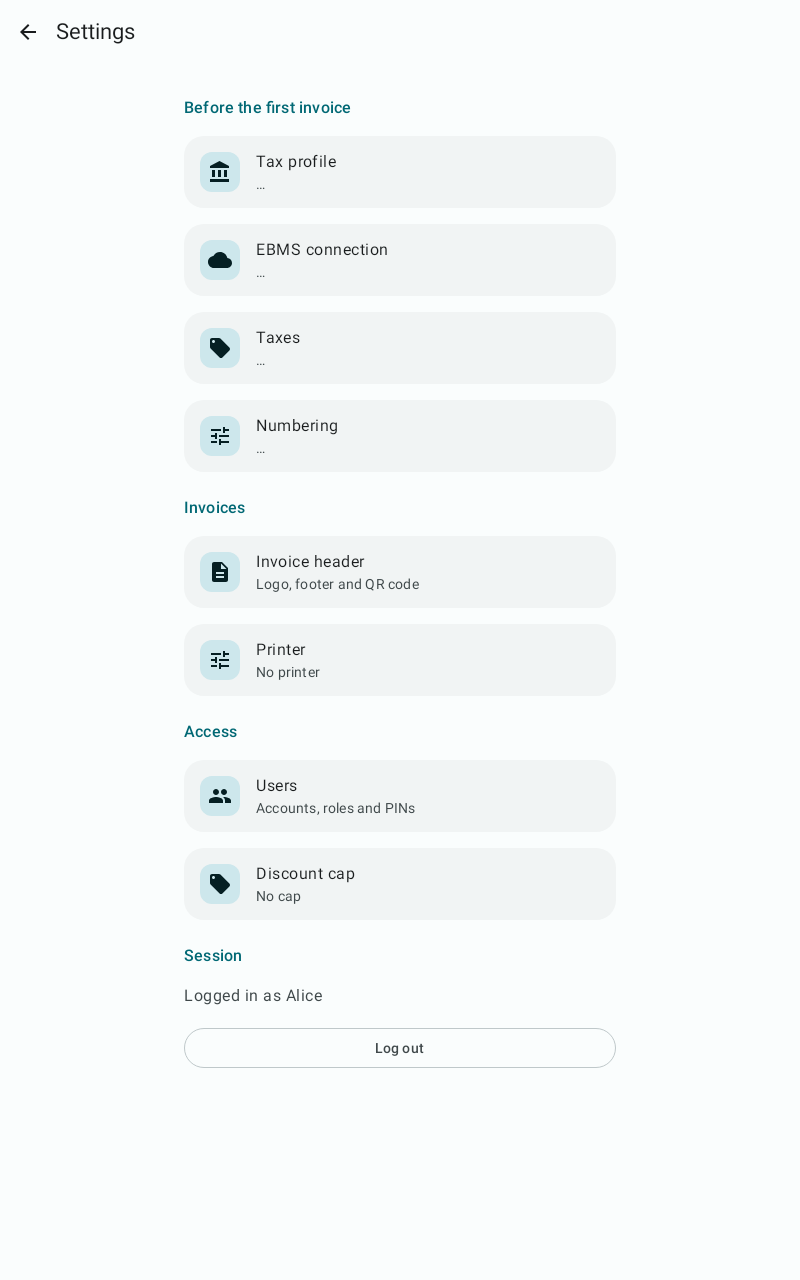 Settings
Before the first invoice
Tax profile
…
EBMS connection
…
Taxes
…
Numbering
…
Invoices
Invoice header
Logo, footer and QR code
Printer
No printer
Access
Users
Accounts, roles and PINs
Discount cap
No cap
Session
Logged in as Alice
Log out